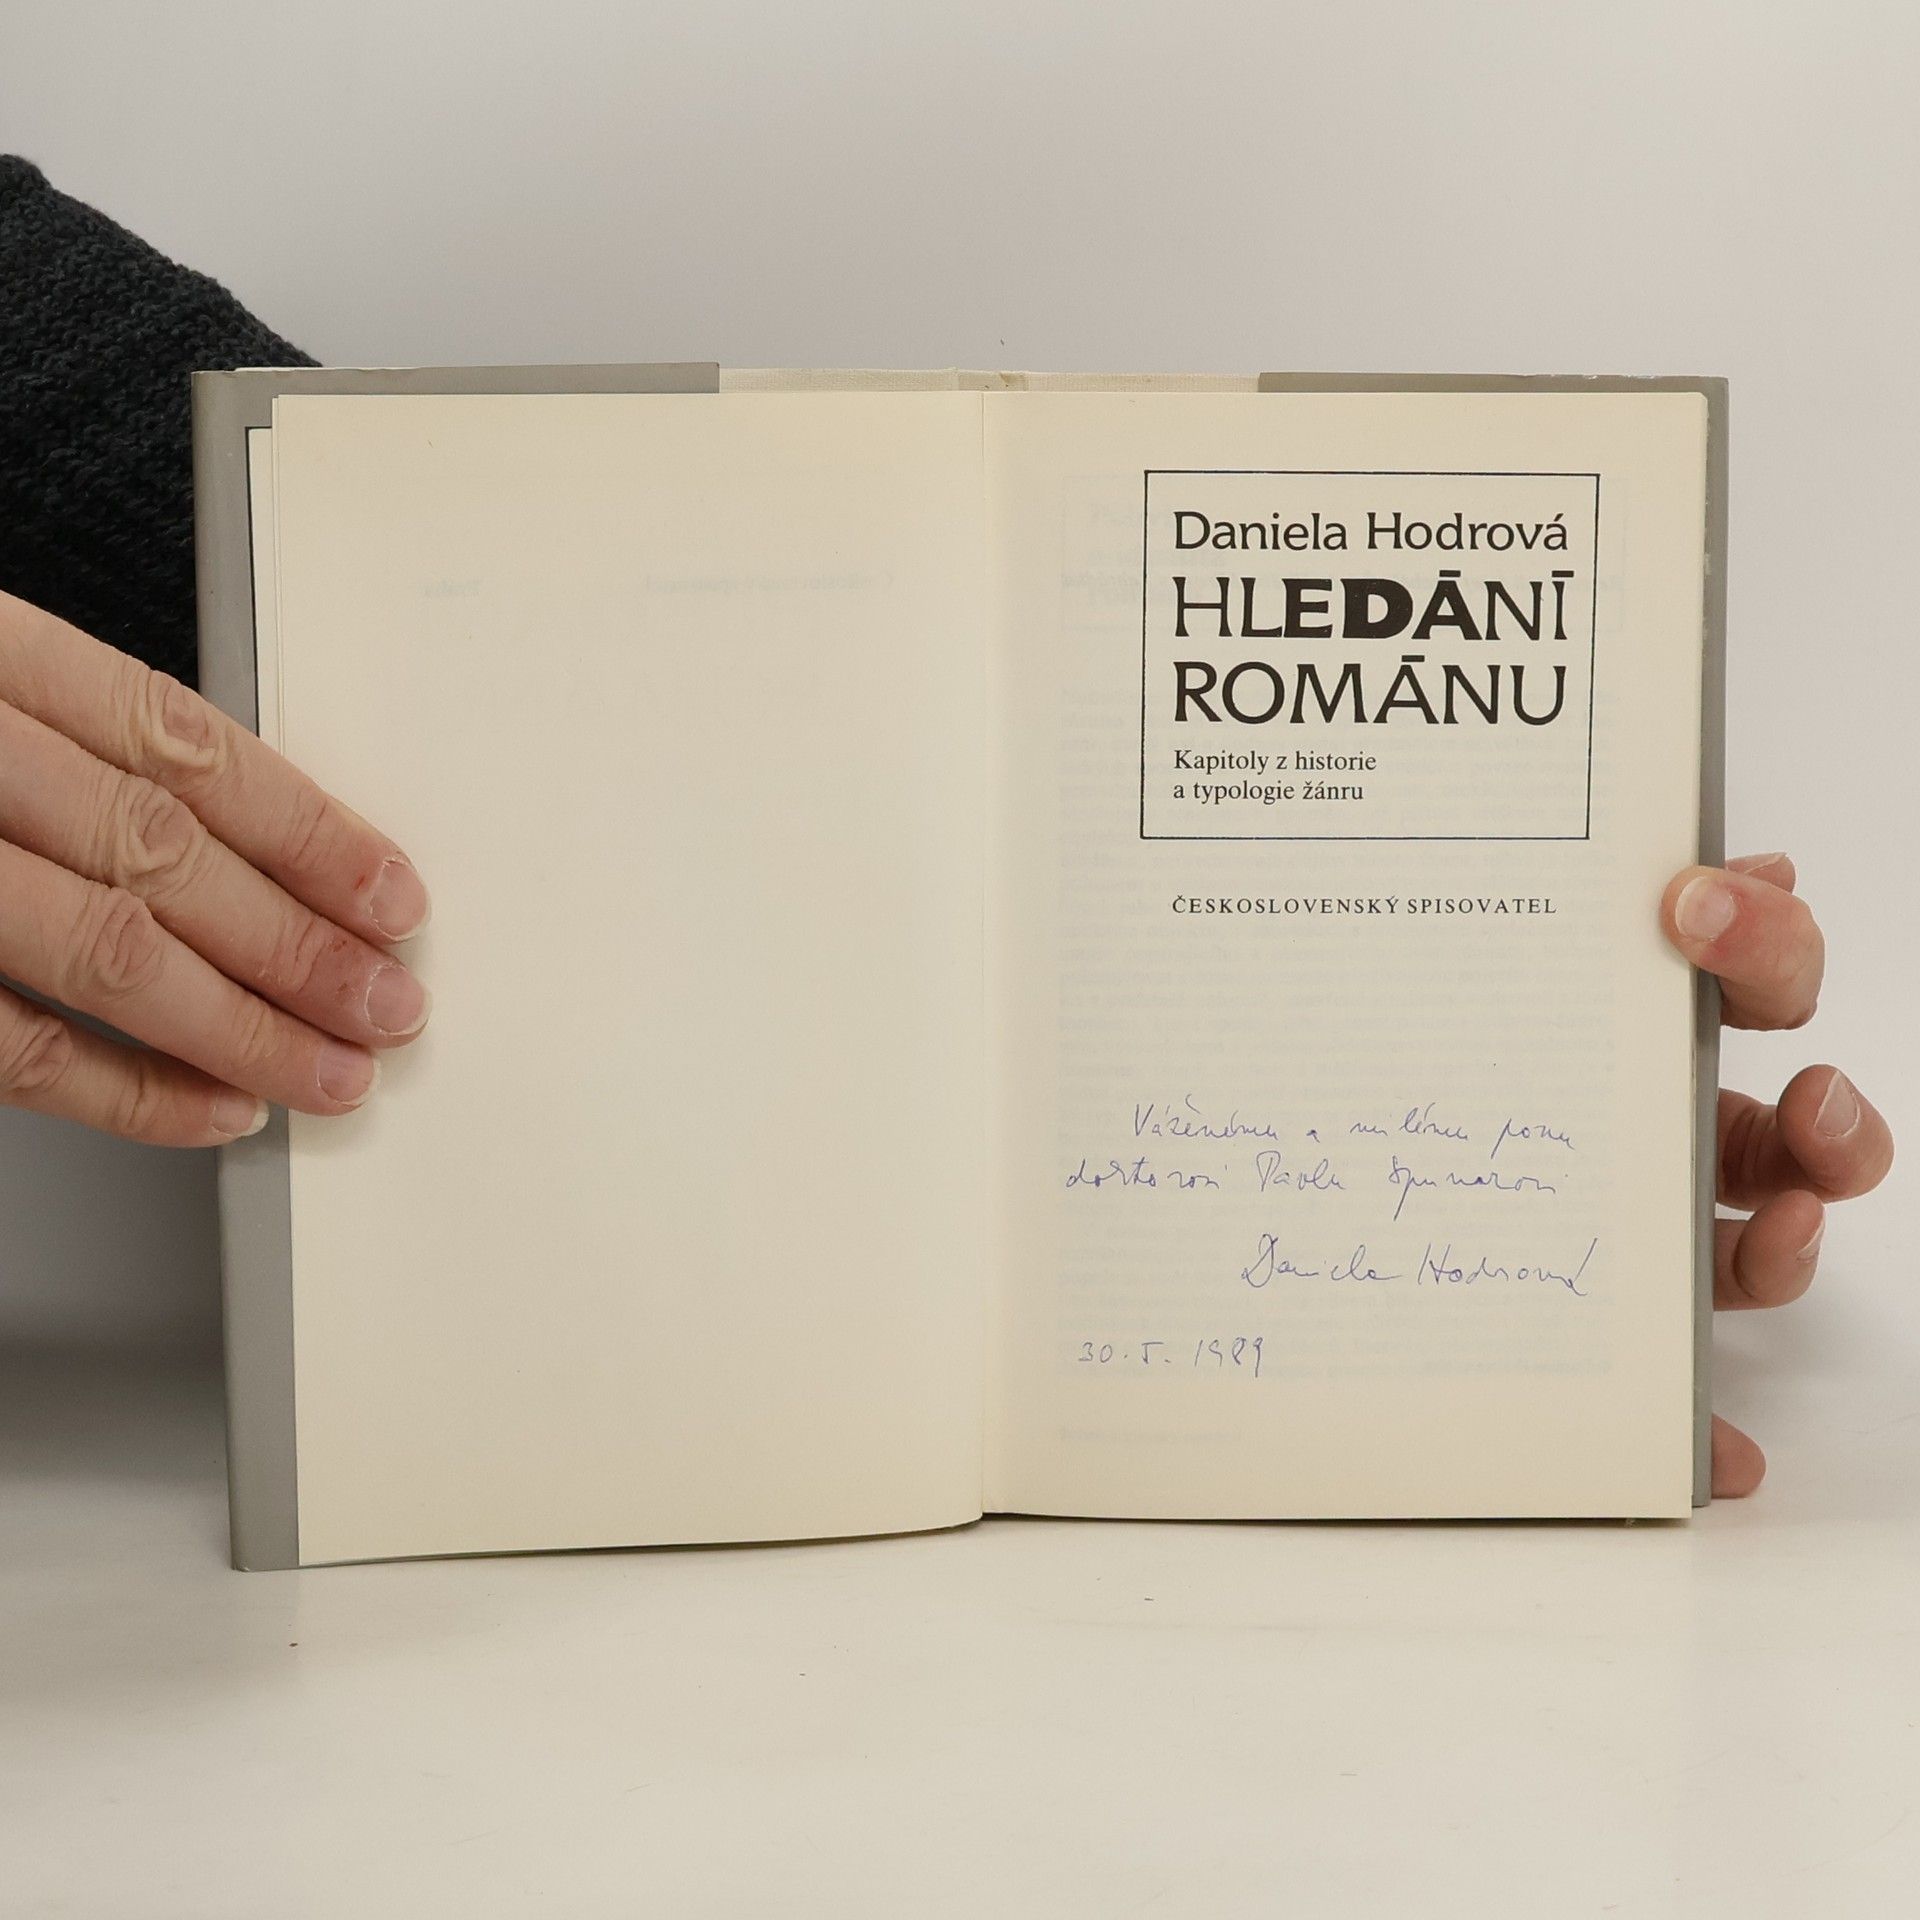 Daniela Hodrová
HLEDÁNÍ
ROMÁNU
Kapitoly z historie
a typologie žánru
ČESKOSLOVENSKÝ SPISOVATEL
Váženému a milému panu
doktorovi Pavlu Spunarovi
Daniela Hodrová
30. I. 1989